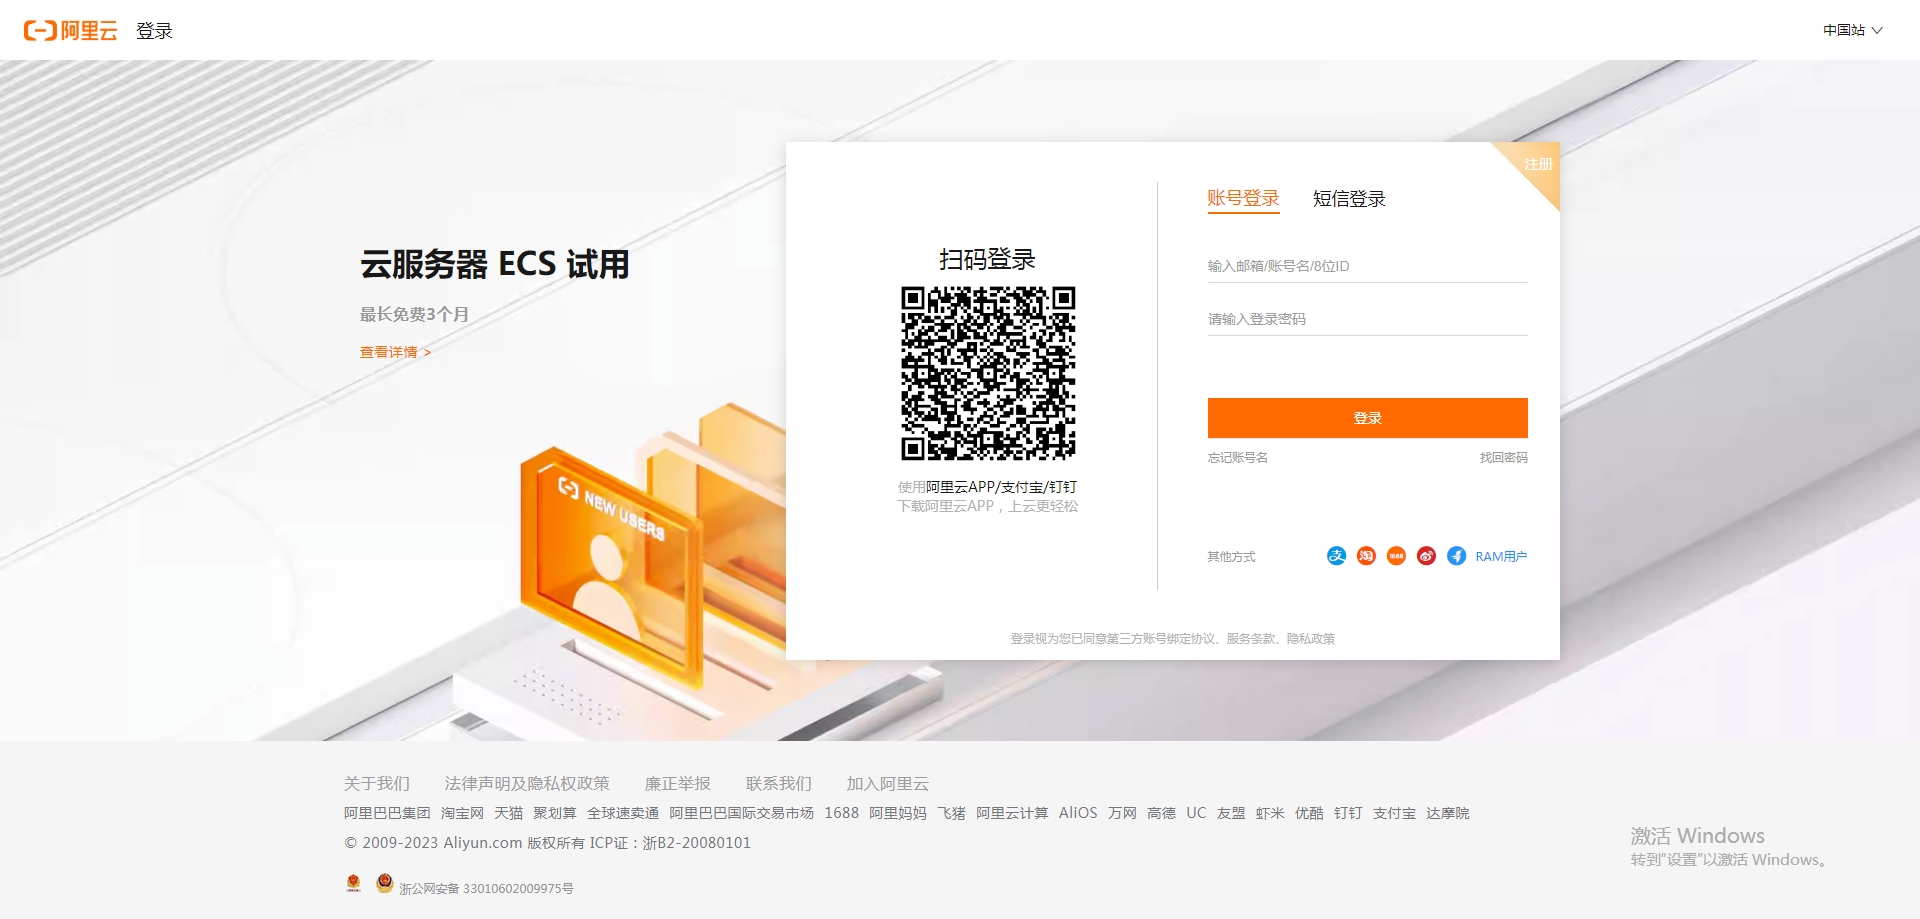 阿里云 登录
中国站
云服务器 ECS 试用
最长免费3个月
查看详情 >
NEW USERS
扫码登录
使用阿里云APP/支付宝/钉钉
下载阿里云APP，上云更轻松
注册
账号登录 短信登录
输入邮箱/账号名/8位ID
请输入登录密码
登录
忘记账号名 找回密码
其他方式 支 淘 1688 RAM用户
登录视为您已同意第三方账号绑定协议、服务条款、隐私政策
关于我们 法律声明及隐私权政策 廉正举报 联系我们 加入阿里云
阿里巴巴集团 淘宝网 天猫 聚划算 全球速卖通 阿里巴巴国际交易市场 1688 阿里妈妈 飞猪 阿里云计算 AliOS 万网 高德 UC 友盟 虾米 优酷 钉钉 支付宝 达摩院
© 2009-2023 Aliyun.com 版权所有 ICP证：浙B2-20080101
浙公网安备 33010602009975号
激活 Windows
转到“设置”以激活 Windows。